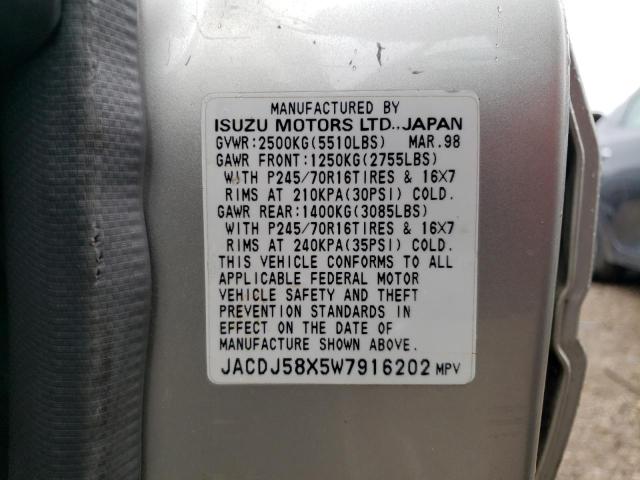 MANUFACTURED BY
ISUZU MOTORS LTD.,JAPAN
GVWR:2500KG(5510LBS) MAR.98
GAWR FRONT:1250KG(2755LBS)
WITH P245/70R16TIRES & 16X7
RIMS AT 210KPA(30PSI) COLD.
GAWR REAR:1400KG(3085LBS)
WITH P245/70R16TIRES & 16X7
RIMS AT 240KPA(35PSI) COLD.
THIS VEHICLE CONFORMS TO ALL
APPLICABLE FEDERAL MOTOR
VEHICLE SAFETY AND THEFT
PREVENTION STANDARDS IN
EFFECT ON THE DATE OF
MANUFACTURE SHOWN ABOVE.
JACDJ58X5W7916202 MPV